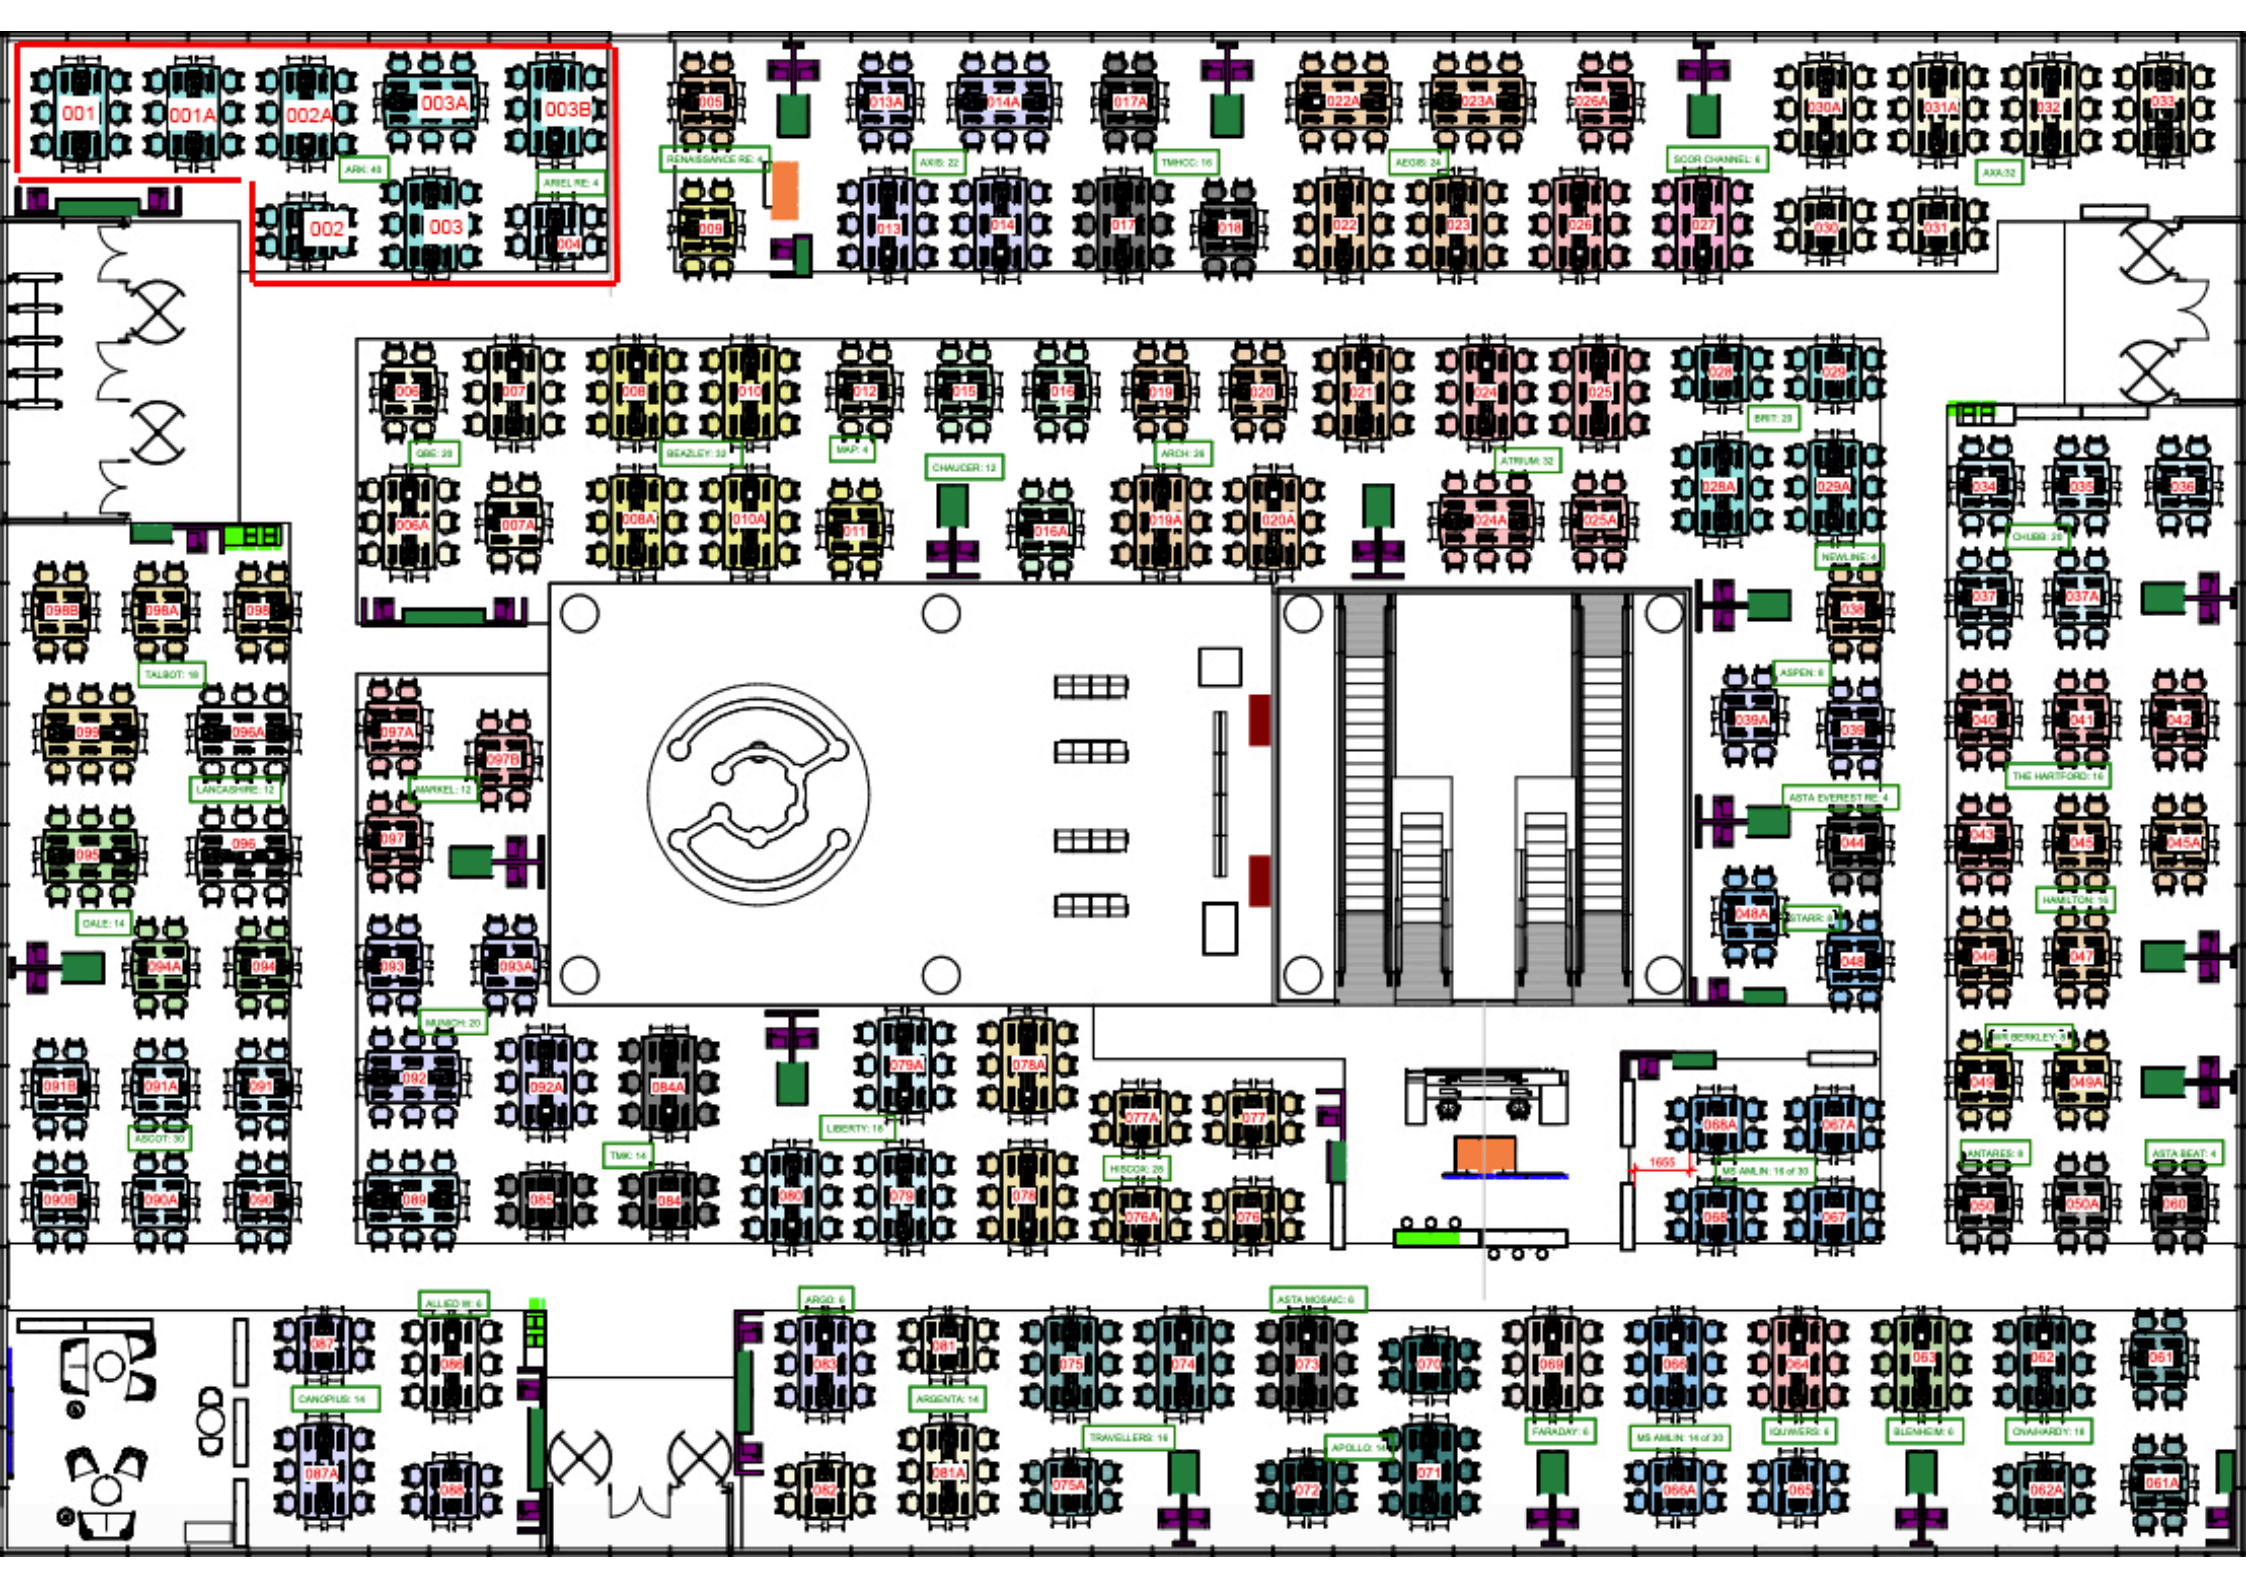 001
001A
002A
003A
003B
ARK: 40
ARIEL RE: 4
002
003
004
005
RENAISSANCE RE: 4
009
013A
014A
AXIS: 22
013
014
017A
TMHCC: 16
017
018
022A
023A
AEGIS: 24
022
023
026A
SCOR CHANNEL: 6
026
027
030A
031A
032
033
AXA:32
030
031
006
007
QBE: 20
006A
007A
008
010
BEAZLEY: 32
008A
010A
012
MAP: 4
011
015
016
CHAUCER: 12
016A
019
020
021
ARCH: 26
019A
020A
024
025
ATRIUM: 32
024A
025A
028
029
BRIT: 20
028A
029A
NEWLINE: 4
038
034
035
036
CHUBB: 20
037
037A
098B
098A
098
TALBOT: 18
099
096A
LANCASHIRE: 12
095
096
DALE: 14
094A
094
091B
091A
091
ASCOT: 30
090B
090A
090
097A
097B
MARKEL: 12
097
093
093A
MUNICH: 20
092
092A
084A
TMK: 14
089
085
084
079A
078A
LIBERTY: 18
080
079
078
077A
077
HISCOX: 28
076A
076
ASPEN: 8
039A
039
ASTA EVEREST RE: 4
044
048A
STARR: 8
048
040
041
042
THE HARTFORD: 16
043
045
045A
HAMILTON: 16
046
047
WR BERKLEY: 8
049
049A
ANTARES: 8
ASTA BEAT: 4
050
050A
060
068A
067A
1655
MS AMLIN: 16 of 30
068
067
ALLIED W: 6
087
086
CANOPIUS: 14
087A
088
ARGO: 6
083
081
ARGENTA: 14
082
081A
075
074
TRAVELLERS: 16
075A
ASTA MOSAIC: 6
073
070
APOLLO: 14
072
071
069
FARADAY: 6
066
MS AMLIN: 14 of 30
066A
064
IQUWERS: 6
065
063
BLENHEIM: 6
062
061
CNA/HARDY: 18
062A
061A